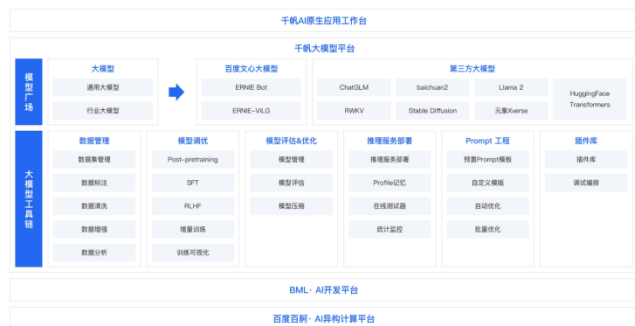 千帆AI原生应用工作台
千帆大模型平台
模型广场
大模型
通用大模型
行业大模型
百度文心大模型
ERNIE Bot
ERNIE-VILG
第三方大模型
ChatGLM
baichuan2
Llama 2
HuggingFace
Transformers
RWKV
Stable Diffusion
元象Xverse
大模型工具链
数据管理
数据集管理
数据标注
数据清洗
数据增强
数据分析
模型调优
Post-pretraining
SFT
RLHF
增量训练
训练可视化
模型评估&优化
模型管理
模型评估
模型压缩
推理服务部署
推理服务部署
Profile记忆
在线测试器
统计监控
Prompt 工程
预置Prompt模板
自定义模版
自动优化
批量优化
插件库
插件库
调试编排
BML · AI开发平台
百度百舸 · AI异构计算平台